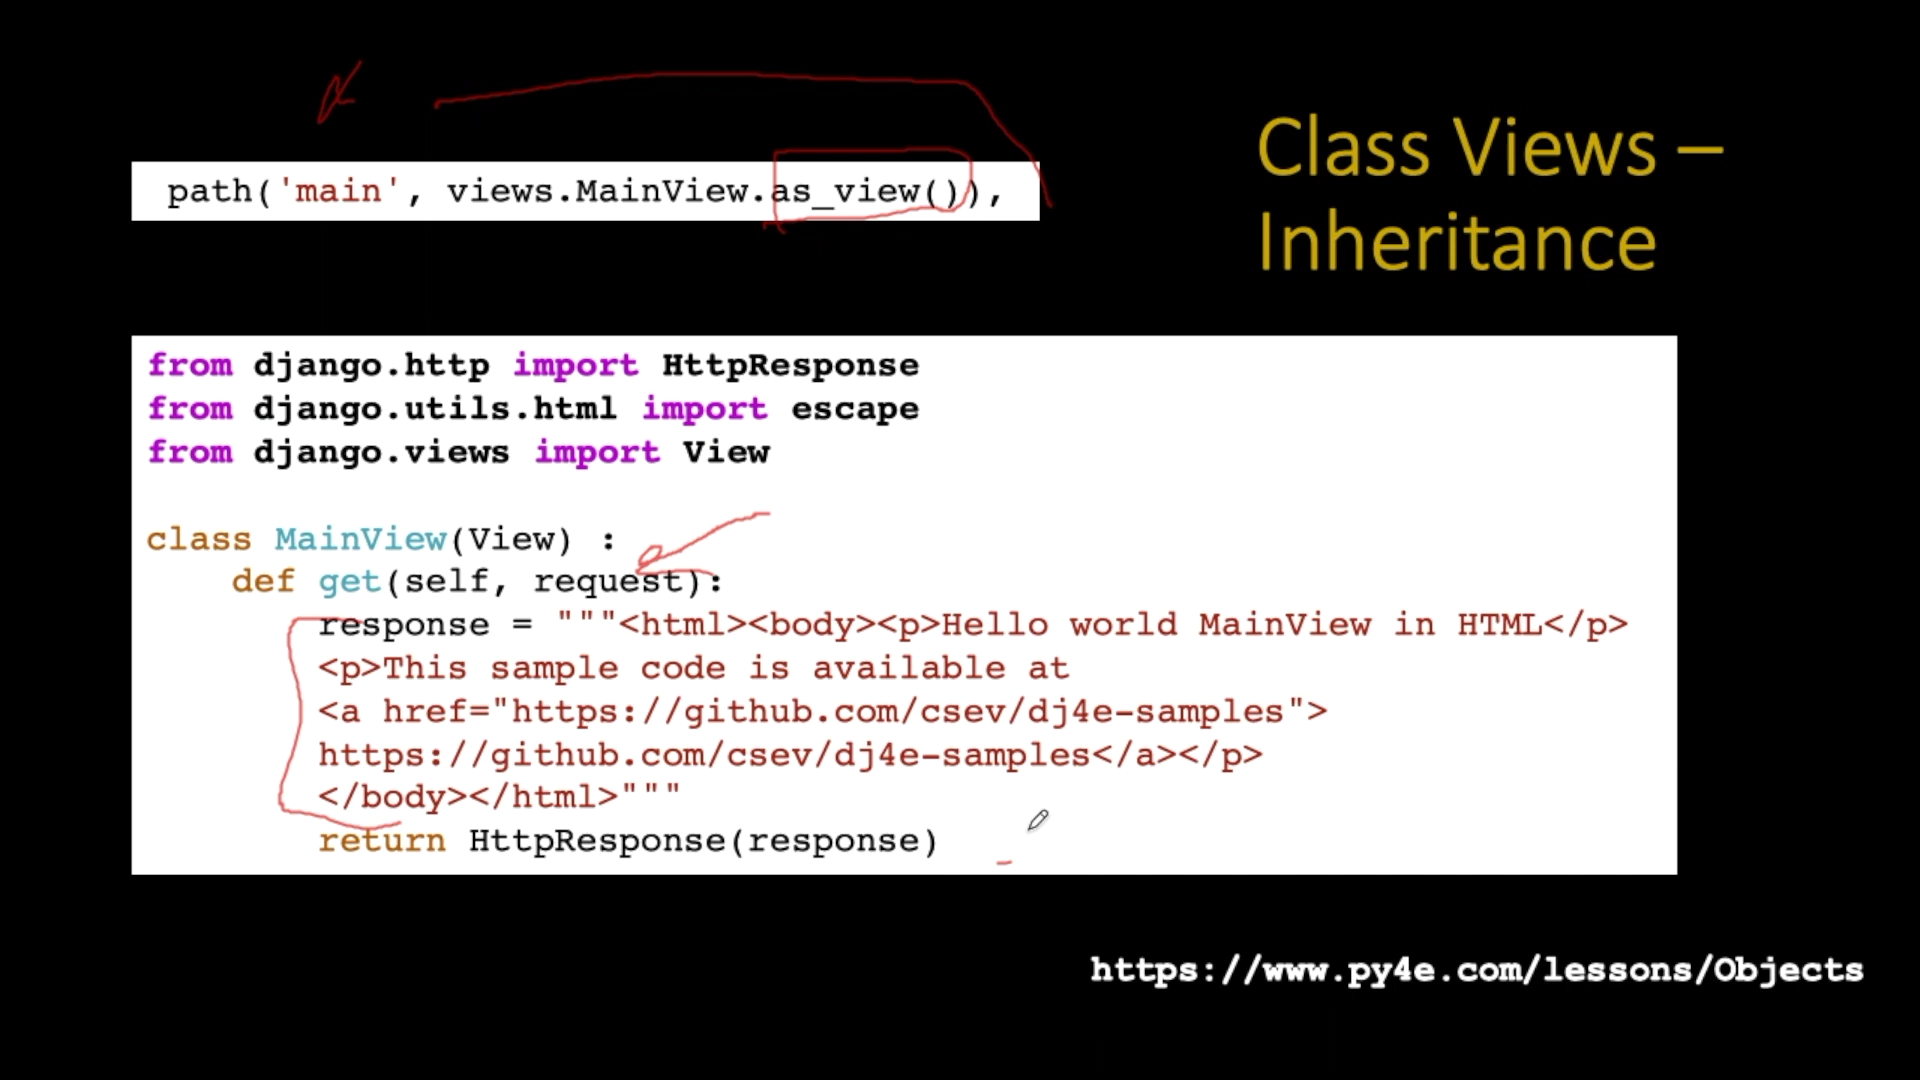 path('main', views.MainView.as_view()),
Class Views –
Inheritance
from django.http import HttpResponse
from django.utils.html import escape
from django.views import View
class MainView(View) :
def get(self, request):
response = """<html><body><p>Hello world MainView in HTML</p>
<p>This sample code is available at
<a href="https://github.com/csev/dj4e-samples">
https://github.com/csev/dj4e-samples</a></p>
</body></html>"""
return HttpResponse(response)
https://www.py4e.com/lessons/Objects